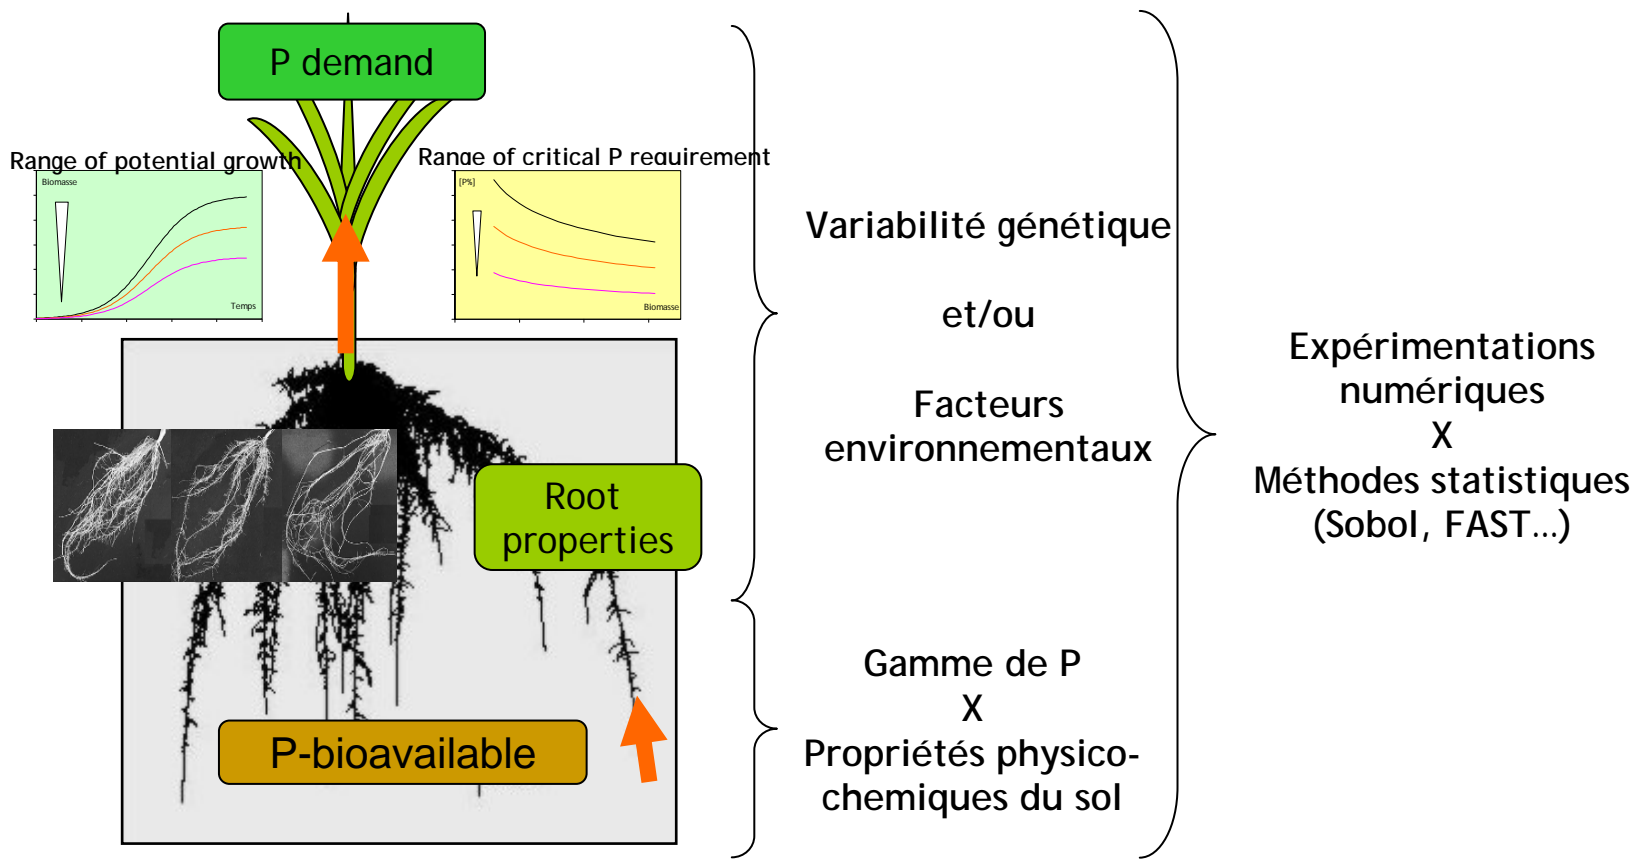 P demand
Range of potential growth
Range of critical P requirement
Biomasse
Temps
[P%]
Biomasse
Root
properties
P-bioavailable
Variabilité génétique
et/ou
Facteurs
environnementaux
Gamme de P
X
Propriétés physico-
chemiques du sol
Expérimentations
numériques
X
Méthodes statistiques
(Sobol, FAST...)